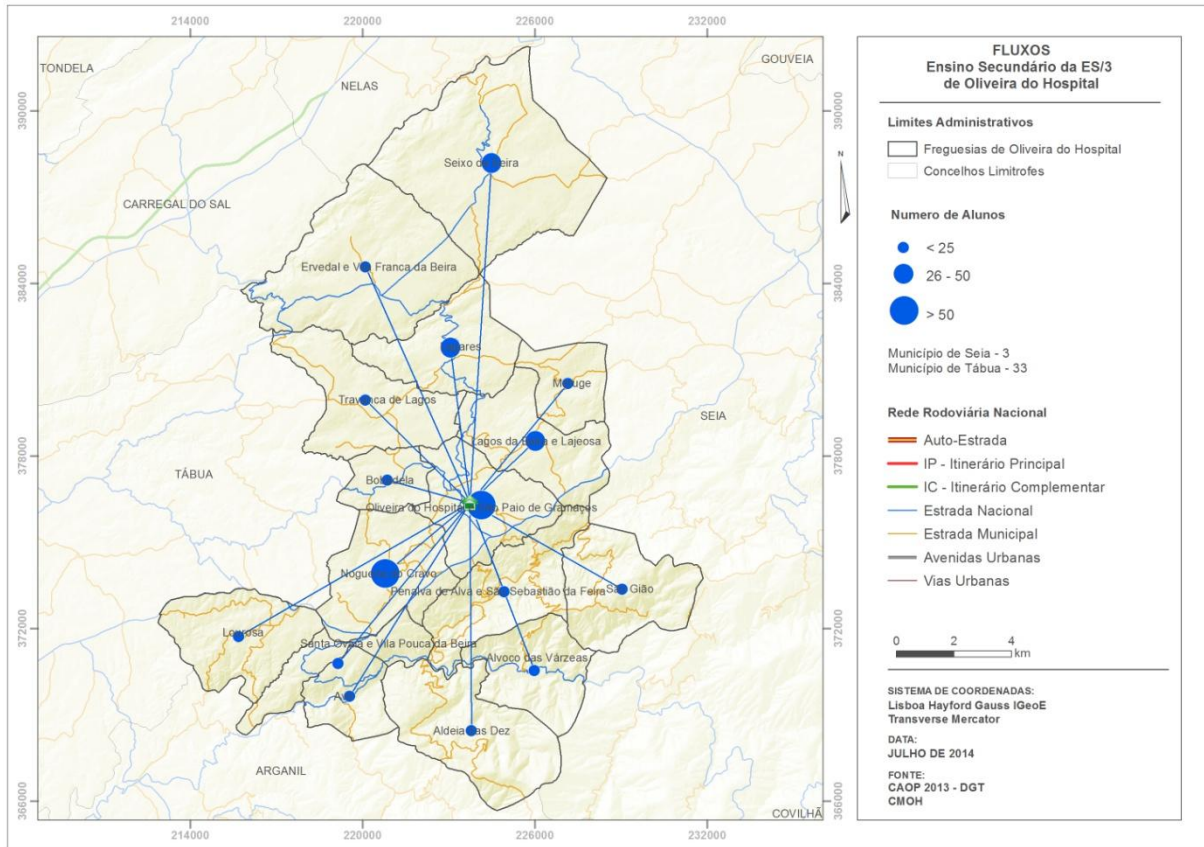 214000
220000
226000
232000
TONDELA
NELAS
GOUVEIA
390000
390000
Seixo da Beira
CARREGAL DO SAL
Ervedal e Vila Franca da Beira
384000
384000
Travanca de Lagos
Lagos da Beira e Lajeosa
SEIA
378000
378000
TÁBUA
Bobadela
Oliveira do Hospital São Paio de Gramaços
Nogueira do Cravo
Penalva de Alva e São Sebastião da Feira
São Gião
372000
372000
Lourosa
Santa Ovaia e Vila Pouca da Beira
Alvoco das Várzeas
Aldeia das Dez
ARGANIL
366000
366000
COVILHÃ
214000
220000
226000
232000
FLUXOS
Ensino Secundário da ES/3
de Oliveira do Hospital
Limites Administrativos
Freguesias de Oliveira do Hospital
Concelhos Limitrofes
N
Numero de Alunos
< 25
26 - 50
> 50
Município de Seia - 3
Município de Tábua - 33
Rede Rodoviária Nacional
Auto-Estrada
IP - Itinerário Principal
IC - Itinerário Complementar
Estrada Nacional
Estrada Municipal
Avenidas Urbanas
Vias Urbanas
0 2 4
km
SISTEMA DE COORDENADAS:
Lisboa Hayford Gauss IGeoE
Transverse Mercator
DATA:
JULHO DE 2014
FONTE:
CAOP 2013 - DGT
CMOH